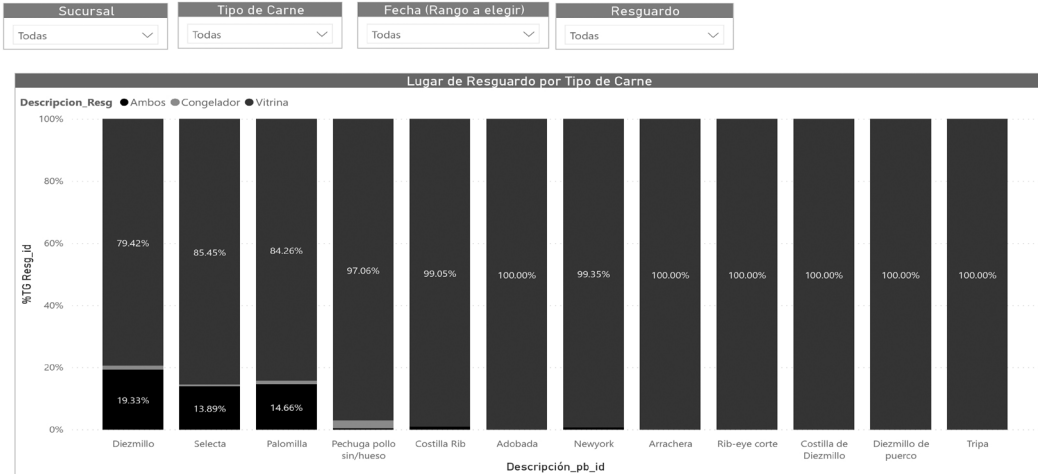 Sucursal Tipo de Carne Fecha (Rango a elegir) Resguardo
Todas Todas Todas Todas
Lugar de Resguardo por Tipo de Carne
Descripcion_Resg Ambos Congelador Vitrina
100%
80%
60%
40%
20%
0%
%TG Resg_id
79.42% 85.45% 84.26% 97.06% 99.05% 100.00% 99.35% 100.00% 100.00% 100.00% 100.00% 100.00%
19.33% 13.89% 14.66%
Diezmillo Selecta Palomilla Pechuga pollo Costilla Rib Adobada Newyork Arrachera Rib-eye corte Costilla de Diezmillo de Tripa
sin/hueso Diezmillo puerco
Descripción_pb_id